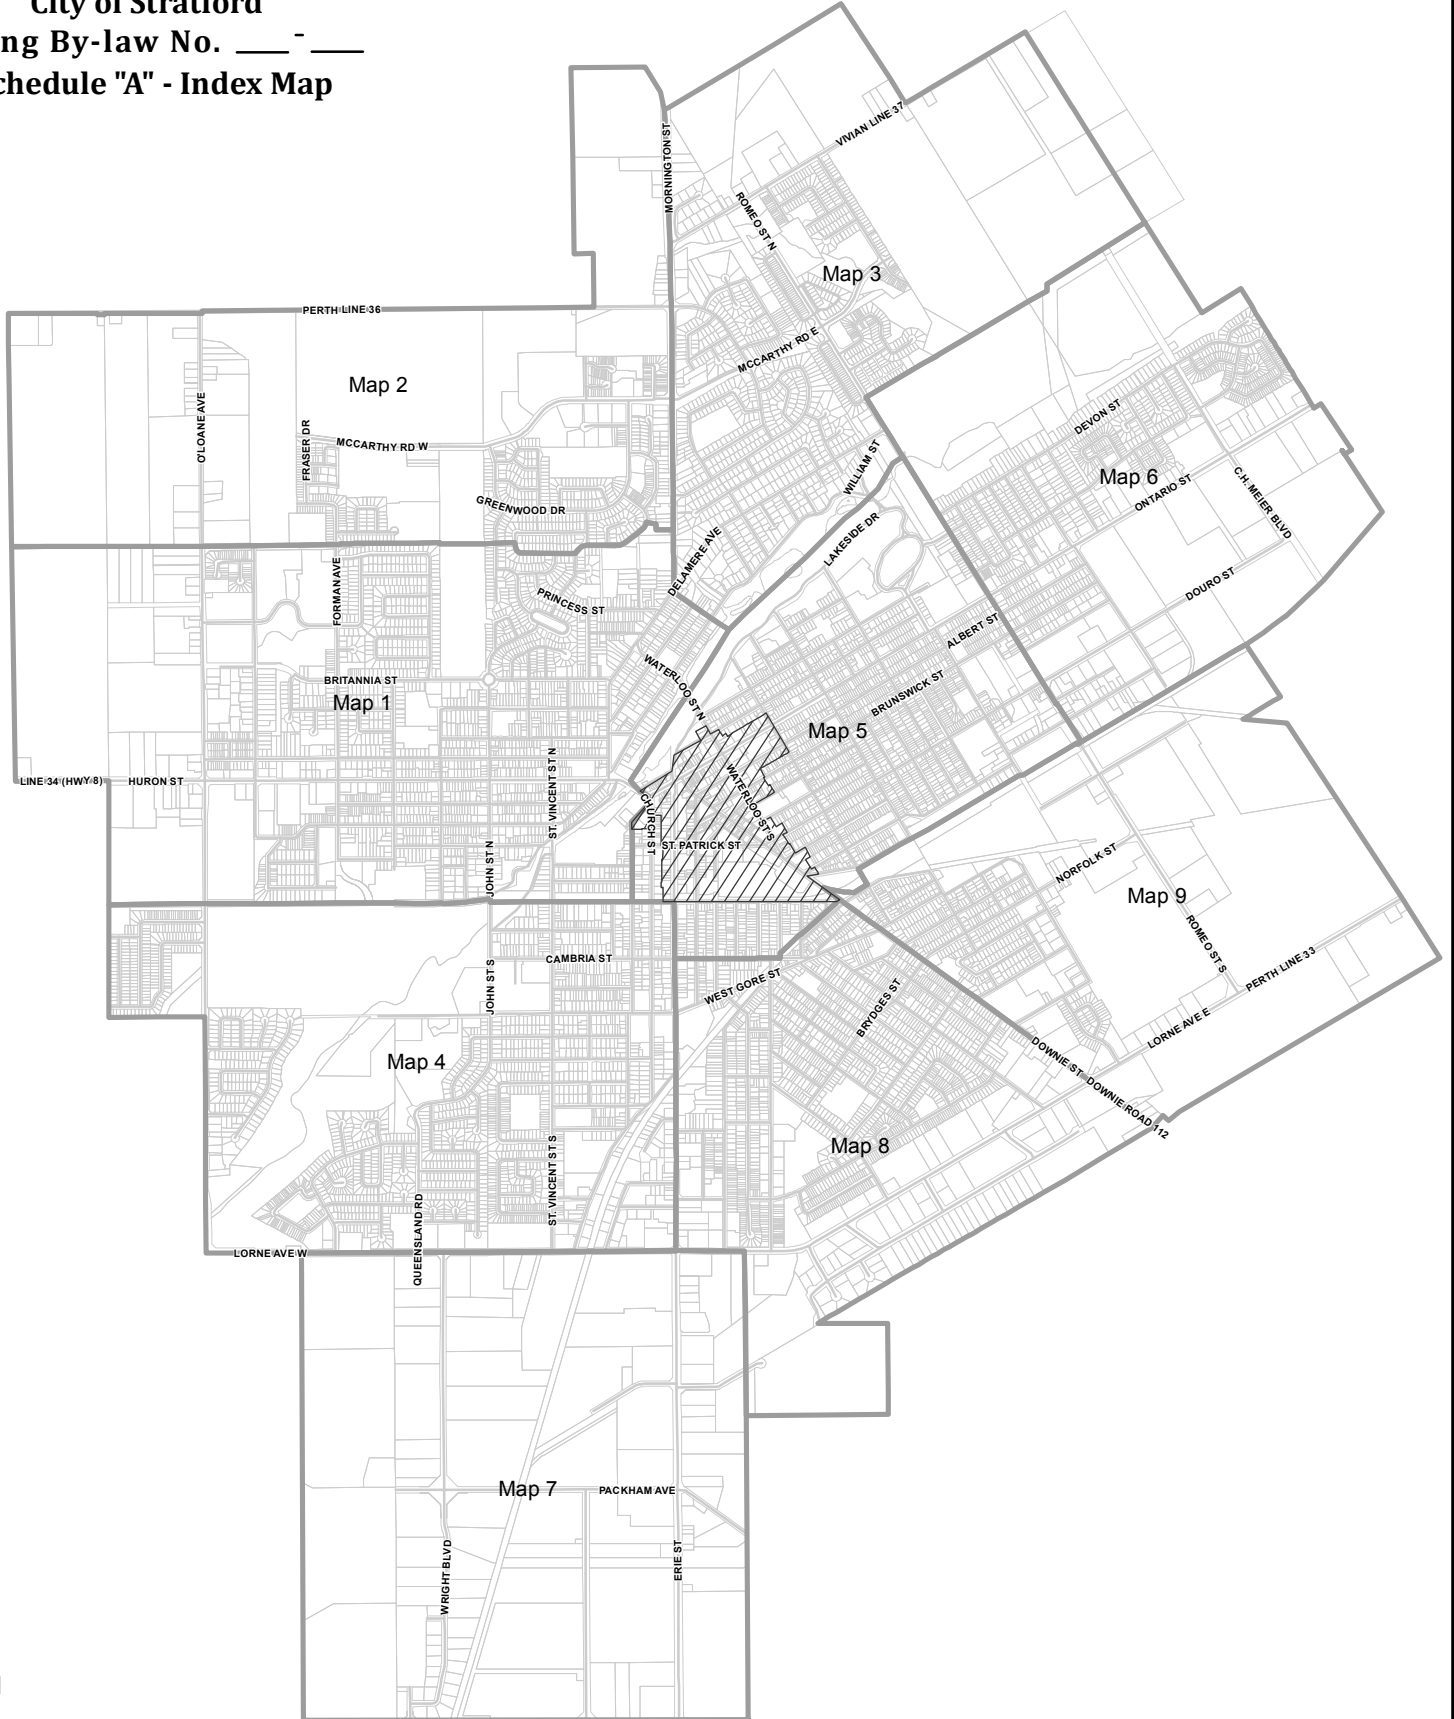 City of Stratford
ng By-law No. ___-___
chedule "A" - Index Map
MORNINGTON ST
VIVIAN LINE 37
ROMEO ST N
Map 3
PERTH LINE 36
MCCARTHY RD E
Map 2
O'LOANE AVE
FRASER DR
MCCARTHY RD W
DEVON ST
WILLIAM ST
Map 6
ONTARIO ST
C.H. MEIER BLVD
GREENWOOD DR
LAKESIDE DR
DELAMERE AVE
FORMAN AVE
PRINCESS ST
DOURO ST
ALBERT ST
WATERLOO ST N
BRITANNIA ST
BRUNSWICK ST
Map 1
Map 5
LINE 34 (HWY 8)
HURON ST
ST. VINCENT ST N
WATERLOO ST S
CHURCH ST
ST. PATRICK ST
JOHN ST N
NORFOLK ST
Map 9
ROMEO ST S
CAMBRIA ST
PERTH LINE 33
JOHN ST S
WEST GORE ST
BRYDGES ST
LORNE AVE E
Map 4
DOWNIE ST
DOWNIE ROAD 112
Map 8
ST. VINCENT ST S
QUEENSLAND RD
LORNE AVE W
Map 7
PACKHAM AVE
WRIGHT BLVD
ERIE ST